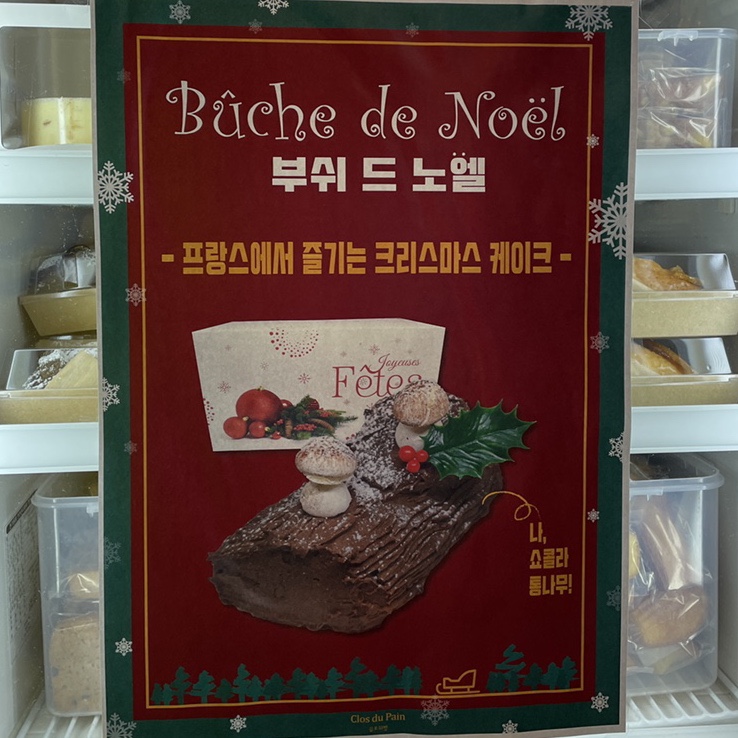 Bûche de Noël
부쉬 드 노엘
- 프랑스에서 즐기는 크리스마스 케이크 -
Joyeuses
Fêtes
나,
쇼콜라
통나무!
Clos du Pain